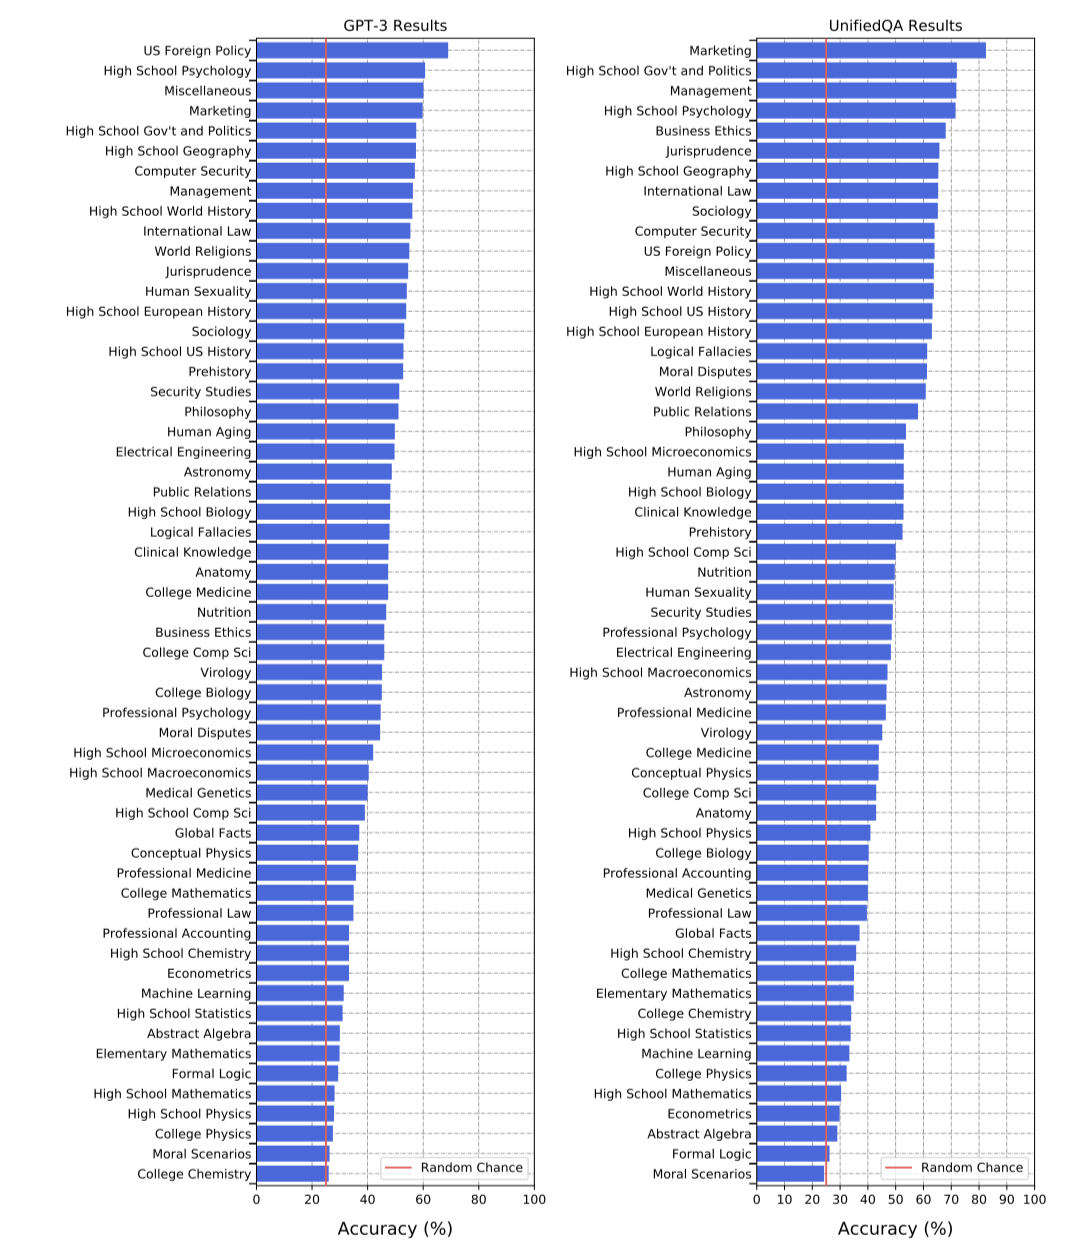 GPT-3 Results
US Foreign Policy
High School Psychology
Miscellaneous
Marketing
High School Gov't and Politics
High School Geography
Computer Security
Management
High School World History
International Law
World Religions
Jurisprudence
Human Sexuality
High School European History
Sociology
High School US History
Prehistory
Security Studies
Philosophy
Human Aging
Electrical Engineering
Astronomy
Public Relations
High School Biology
Logical Fallacies
Clinical Knowledge
Anatomy
College Medicine
Nutrition
Business Ethics
College Comp Sci
Virology
College Biology
Professional Psychology
Moral Disputes
High School Microeconomics
High School Macroeconomics
Medical Genetics
High School Comp Sci
Global Facts
Conceptual Physics
Professional Medicine
College Mathematics
Professional Law
Professional Accounting
High School Chemistry
Econometrics
Machine Learning
High School Statistics
Abstract Algebra
Elementary Mathematics
Formal Logic
High School Mathematics
High School Physics
College Physics
Moral Scenarios
College Chemistry
Random Chance
0 20 40 60 80 100
Accuracy (%)
UnifiedQA Results
Marketing
High School Gov't and Politics
Management
High School Psychology
Business Ethics
Jurisprudence
High School Geography
International Law
Sociology
Computer Security
US Foreign Policy
Miscellaneous
High School World History
High School US History
High School European History
Logical Fallacies
Moral Disputes
World Religions
Public Relations
Philosophy
High School Microeconomics
Human Aging
High School Biology
Clinical Knowledge
Prehistory
High School Comp Sci
Nutrition
Human Sexuality
Security Studies
Professional Psychology
Electrical Engineering
High School Macroeconomics
Astronomy
Professional Medicine
Virology
College Medicine
Conceptual Physics
College Comp Sci
Anatomy
High School Physics
College Biology
Professional Accounting
Medical Genetics
Professional Law
Global Facts
High School Chemistry
College Mathematics
Elementary Mathematics
College Chemistry
High School Statistics
Machine Learning
College Physics
High School Mathematics
Econometrics
Abstract Algebra
Formal Logic
Moral Scenarios
Random Chance
0 10 20 30 40 50 60 70 80 90 100
Accuracy (%)